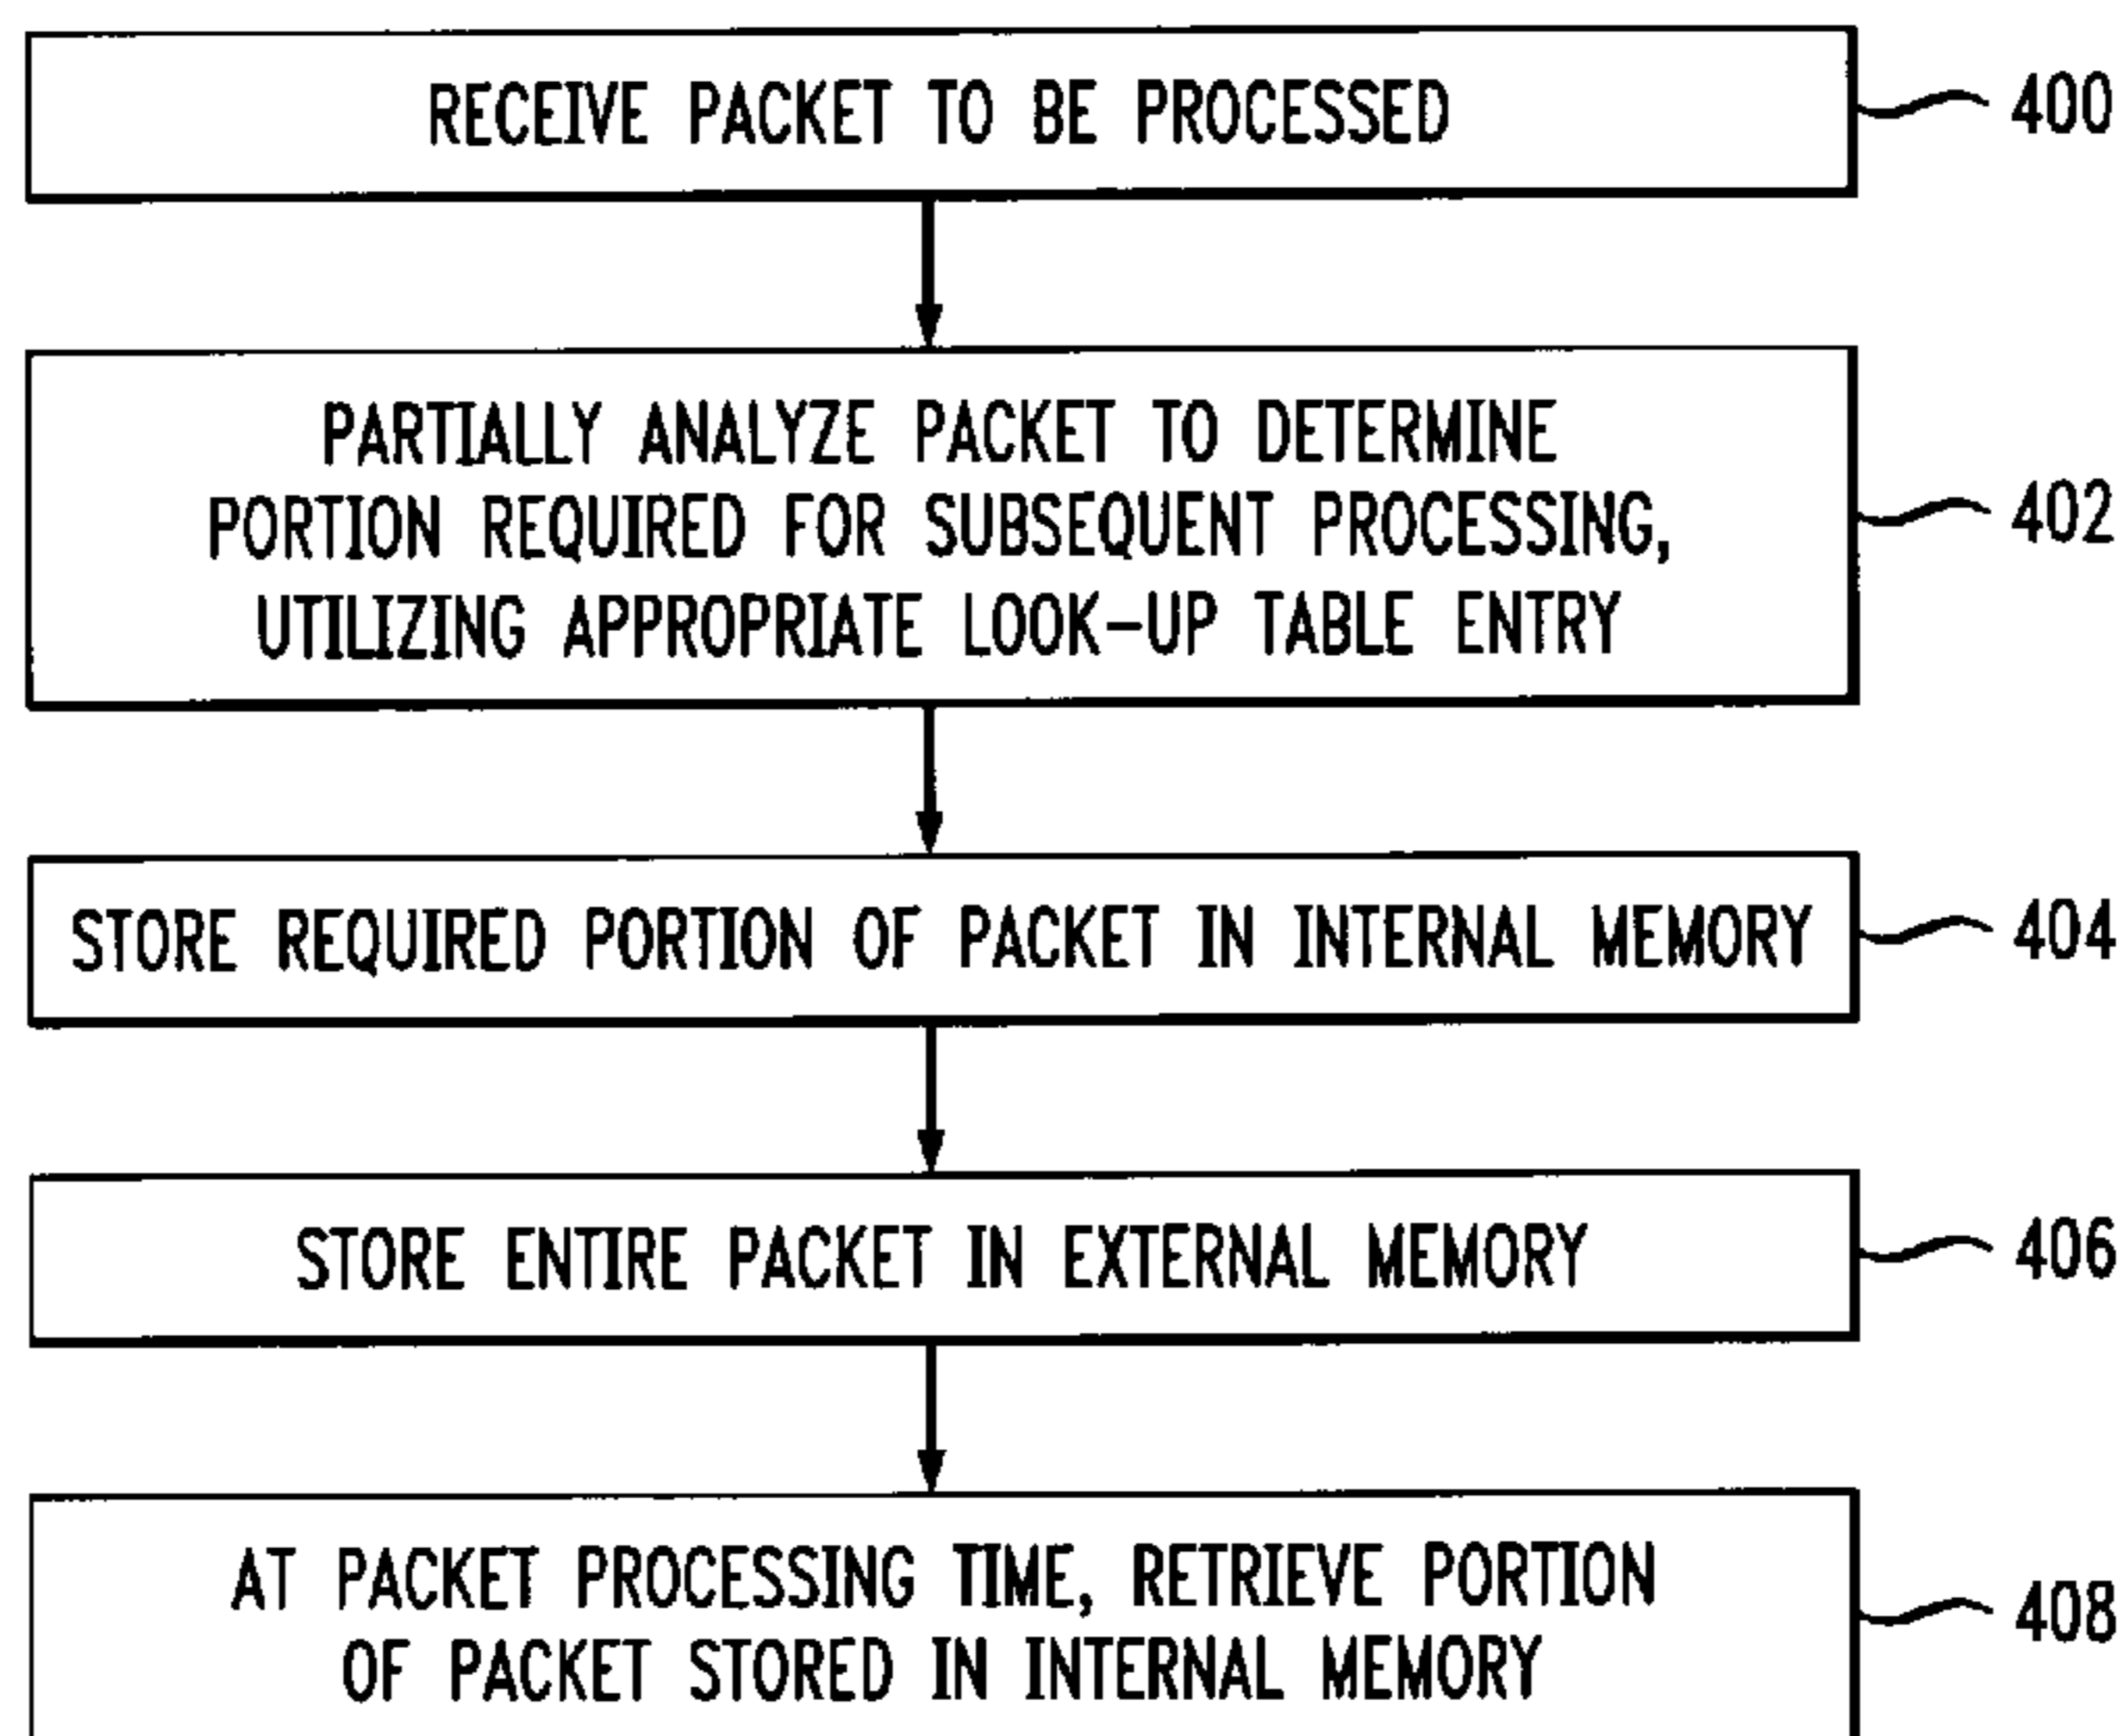 RECEIVE PACKET TO BE PROCESSED
400
PARTIALLY ANALYZE PACKET TO DETERMINE
PORTION REQUIRED FOR SUBSEQUENT PROCESSING,
UTILIZING APPROPRIATE LOOK-UP TABLE ENTRY
402
STORE REQUIRED PORTION OF PACKET IN INTERNAL MEMORY
404
STORE ENTIRE PACKET IN EXTERNAL MEMORY
406
AT PACKET PROCESSING TIME, RETRIEVE PORTION
OF PACKET STORED IN INTERNAL MEMORY
408